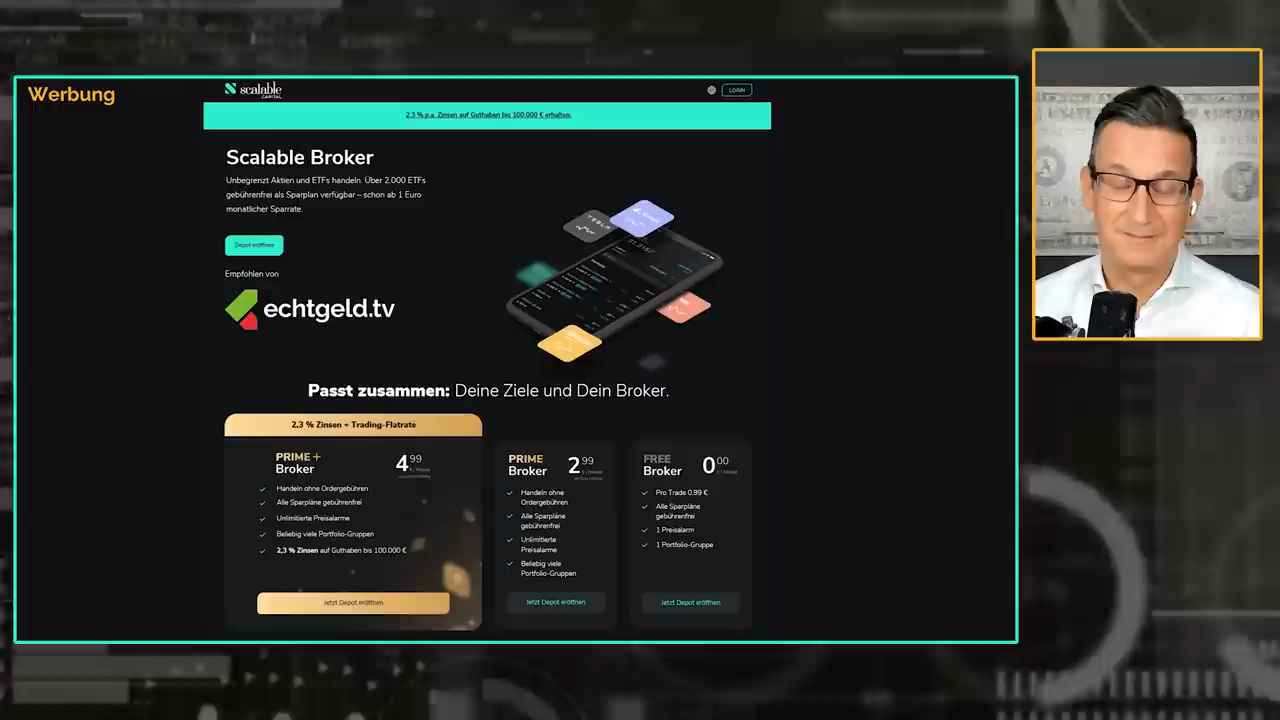 Werbung
scalable
CAPITAL
LOGIN
2,3 % p.a. Zinsen auf Guthaben bis 100.000 € erhalten.
Scalable Broker
Unbegrenzt Aktien und ETFs handeln. Über 2.000 ETFs
gebührenfrei als Sparplan verfügbar – schon ab 1 Euro
monatlicher Sparrate.
Depot eröffnen
Empfohlen von
echtgeld.tv
TESLA
Passt zusammen: Deine Ziele und Dein Broker.
2,3 % Zinsen + Trading-Flatrate
PRIME+
Broker
4 99
€ / Monat
Handeln ohne Ordergebühren
Alle Sparpläne gebührenfrei
Unlimitierte Preisalarme
Beliebig viele Portfolio-Gruppen
2,3 % Zinsen auf Guthaben bis 100.000 €
Jetzt Depot eröffnen
PRIME
Broker
2 99
€ / Monat
Handeln ohne
Ordergebühren
Alle Sparpläne
gebührenfrei
Unlimitierte
Preisalarme
Beliebig viele
Portfolio-Gruppen
Jetzt Depot eröffnen
FREE
Broker
0 00
€ / Monat
Pro Trade 0,99 €
Alle Sparpläne
gebührenfrei
1 Preisalarm
1 Portfolio-Gruppe
Jetzt Depot eröffnen